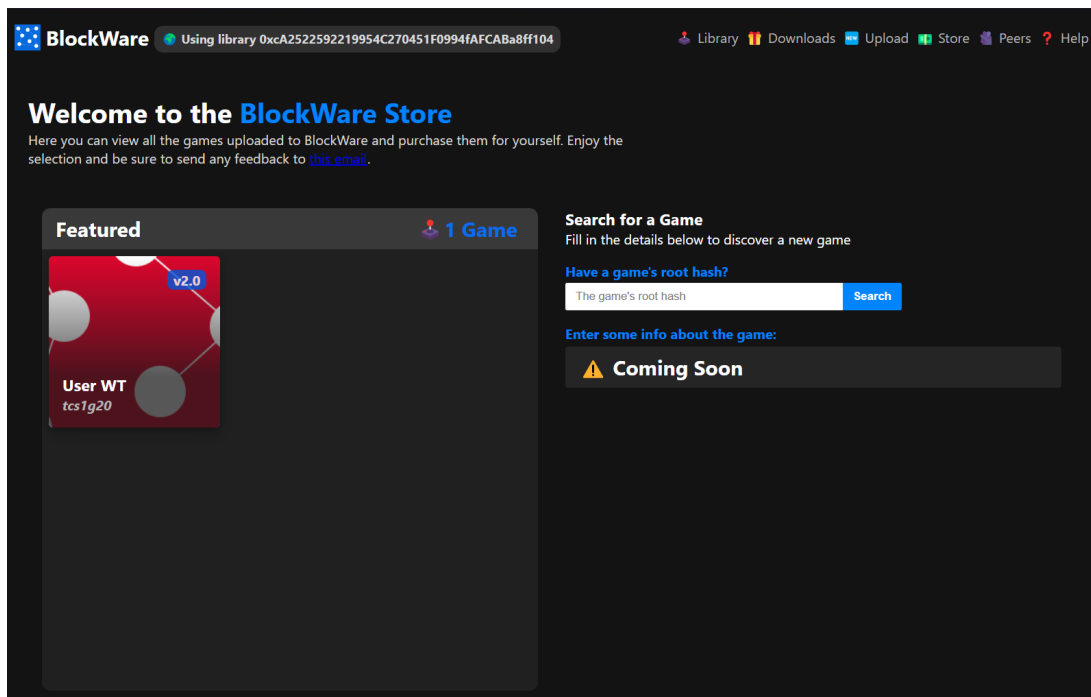 BlockWare
Using library 0xcA2522592219954C270451F0994fAFCABa8ff104
Library Downloads Upload Store Peers Help
Welcome to the BlockWare Store
Here you can view all the games uploaded to BlockWare and purchase them for yourself. Enjoy the
selection and be sure to send any feedback to this email.
Featured
1 Game
v2.0
User WT
tcs1g20
Search for a Game
Fill in the details below to discover a new game
Have a game's root hash?
The game's root hash
Search
Enter some info about the game:
Coming Soon